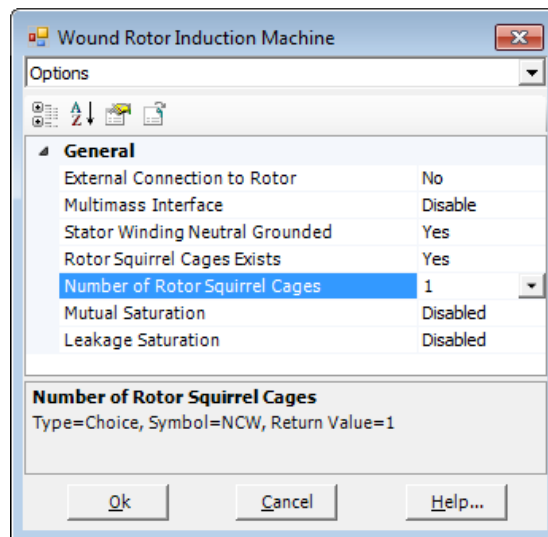 Wound Rotor Induction Machine
Options
General
External Connection to Rotor No
Multimass Interface Disable
Stator Winding Neutral Grounded Yes
Rotor Squirrel Cages Exists Yes
Number of Rotor Squirrel Cages 1
Mutual Saturation Disabled
Leakage Saturation Disabled
Number of Rotor Squirrel Cages
Type=Choice, Symbol=NCW, Return Value=1
Ok Cancel Help...